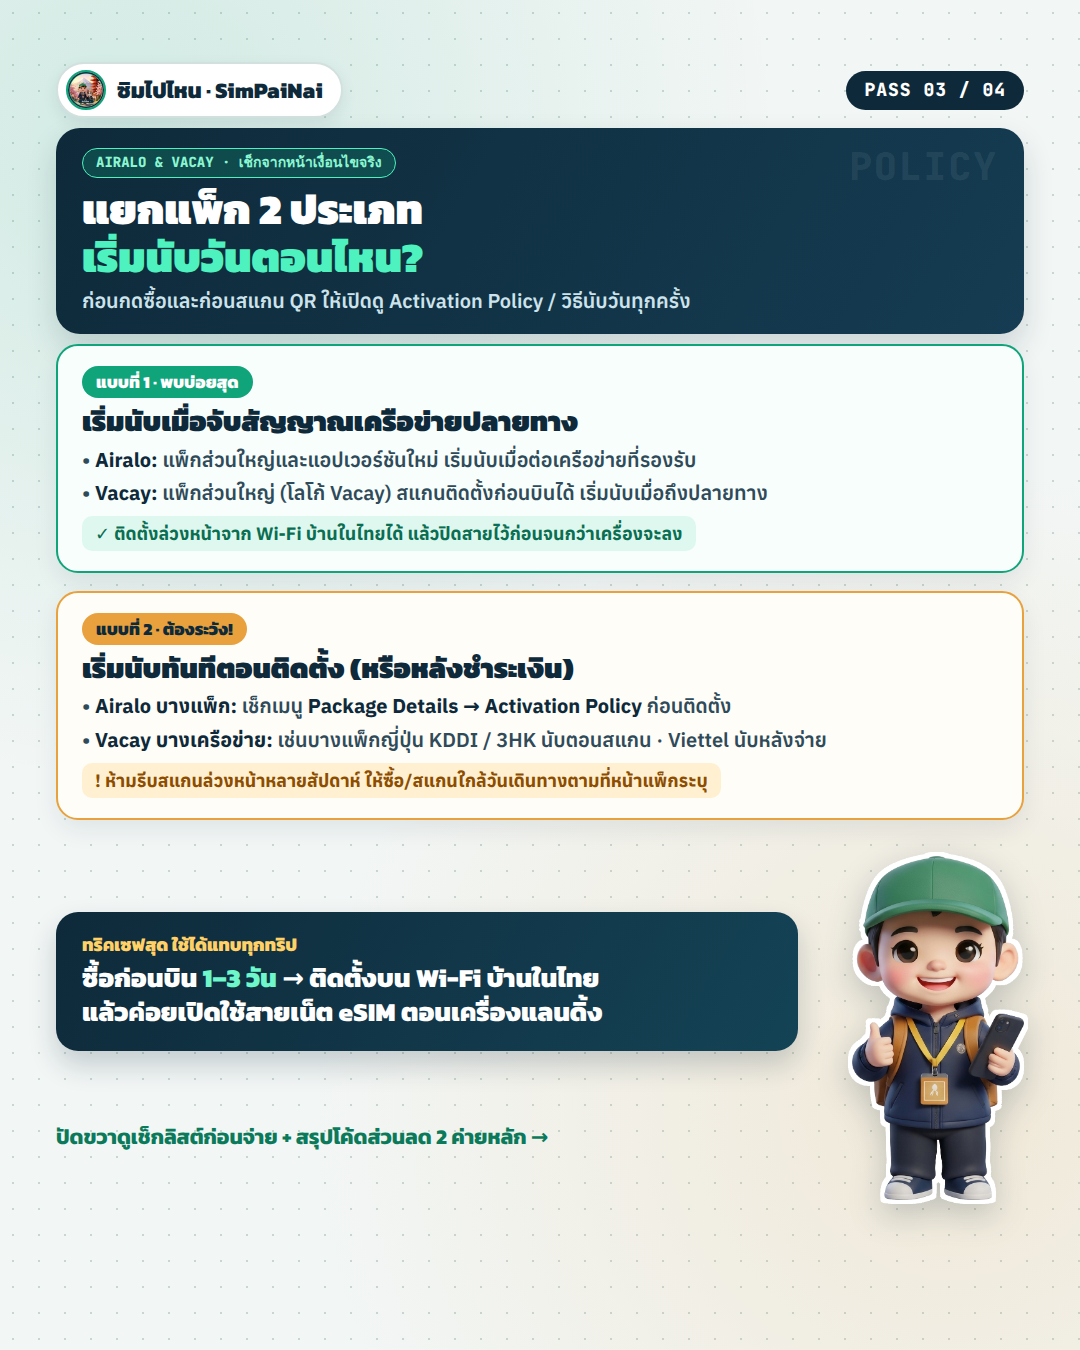 ซิมไปไหน · SimPaiNai
PASS 03 / 04
AIRALO & VACAY · เช็กจากหน้าเงื่อนไขจริง
POLICY
แยกแพ็ก 2 ประเภท
เริ่มนับวันตอนไหน?
ก่อนกดซื้อและก่อนสแกน QR ให้เปิดดู Activation Policy / วิธีนับวันทุกครั้ง
แบบที่ 1 · พบบ่อยสุด
เริ่มนับเมื่อจับสัญญาณเครือข่ายปลายทาง
• Airalo: แพ็กส่วนใหญ่และแอปเวอร์ชันใหม่ เริ่มนับเมื่อต่อเครือข่ายที่รองรับ
• Vacay: แพ็กส่วนใหญ่ (โลโก้ Vacay) สแกนติดตั้งก่อนบินได้ เริ่มนับเมื่อถึงปลายทาง
✓ ติดตั้งล่วงหน้าจาก Wi-Fi บ้านในไทยได้ แล้วปิดสายไว้ก่อนจนกว่าเครื่องจะลง
แบบที่ 2 · ต้องระวัง!
เริ่มนับทันทีตอนติดตั้ง (หรือหลังชำระเงิน)
• Airalo บางแพ็ก: เช็กเมนู Package Details → Activation Policy ก่อนติดตั้ง
• Vacay บางเครือข่าย: เช่นบางแพ็กญี่ปุ่น KDDI / 3HK นับตอนสแกน · Viettel นับหลังจ่าย
! ห้ามรีบสแกนล่วงหน้าหลายสัปดาห์ ให้ซื้อ/สแกนใกล้วันเดินทางตามที่หน้าแพ็กระบุ
ทริคเซฟสุด ใช้ได้แทบทุกทริป
ซื้อก่อนบิน 1–3 วัน → ติดตั้งบน Wi-Fi บ้านในไทย
แล้วค่อยเปิดใช้สายเน็ต eSIM ตอนเครื่องแลนดิ้ง
ปัดขวาดูเช็กลิสต์ก่อนจ่าย + สรุปโค้ดส่วนลด 2 ค่ายหลัก →